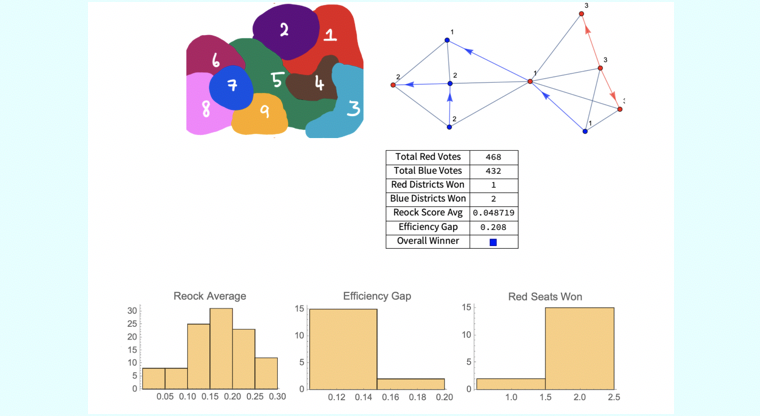 2 1
6 5 4
7
8 9 3
3
1
3
2 2 1
2 1
Total Red Votes 468
Total Blue Votes 432
Red Districts Won 1
Blue Districts Won 2
Reock Score Avg 0.048719
Efficiency Gap 0.208
Overall Winner
Reock Average
30
25
20
15
10
5
0
0.05 0.10 0.15 0.20 0.25 0.30
Efficiency Gap
15
10
5
0
0.12 0.14 0.16 0.18 0.20
Red Seats Won
15
10
5
0
1.0 1.5 2.0 2.5